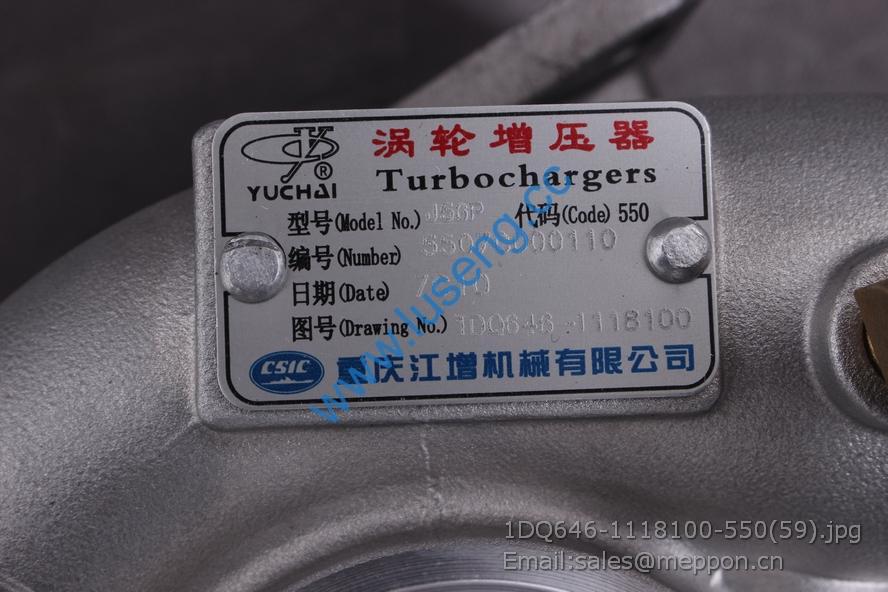 涡轮增压器
YUCHAI ®
Turbochargers
型号(Model No.) J56P 代码(Code) 550
编号(Number)
日期(Date)
图号(Drawing No.) 1DQ646-1118100
CSIC 重庆江增机械有限公司
www.luseng.cc
1DQ646-1118100-550(59).jpg
Email:sales@meppon.cn